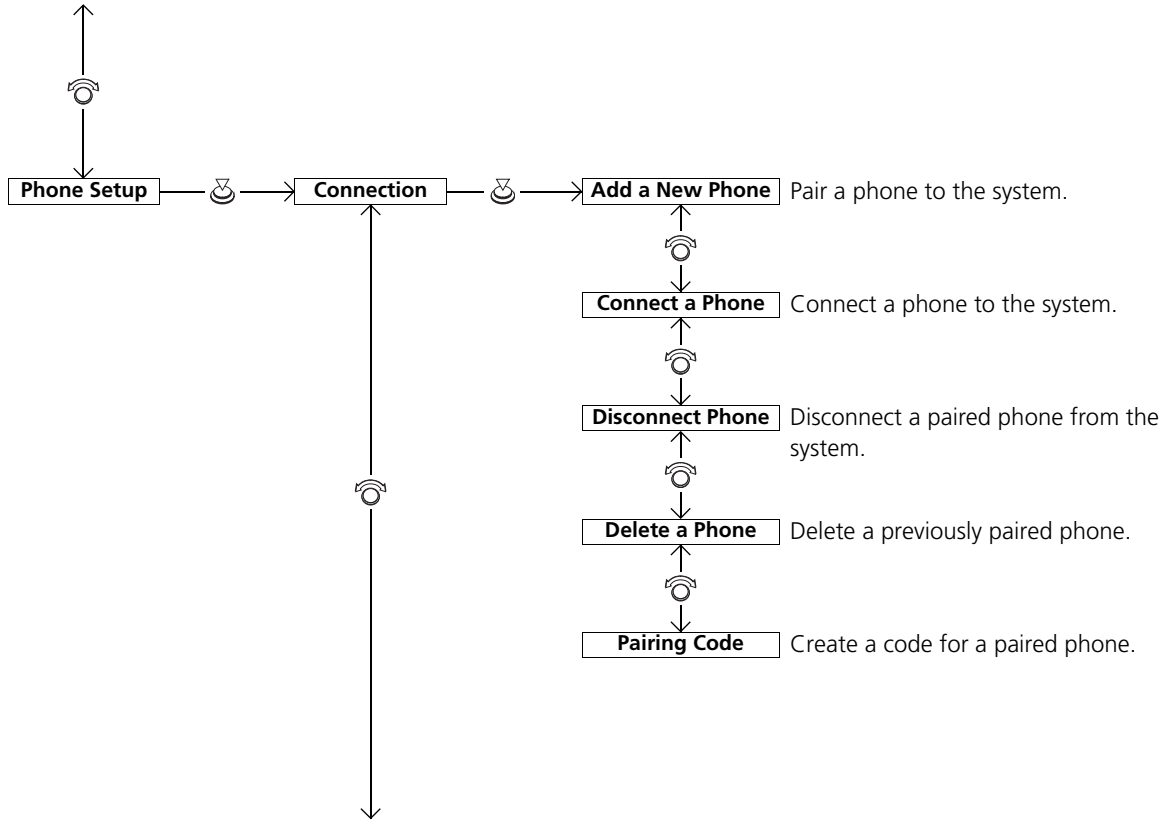 Phone Setup
Connection
Add a New Phone Pair a phone to the system.
Connect a Phone Connect a phone to the system.
Disconnect Phone Disconnect a paired phone from the
system.
Delete a Phone Delete a previously paired phone.
Pairing Code Create a code for a paired phone.